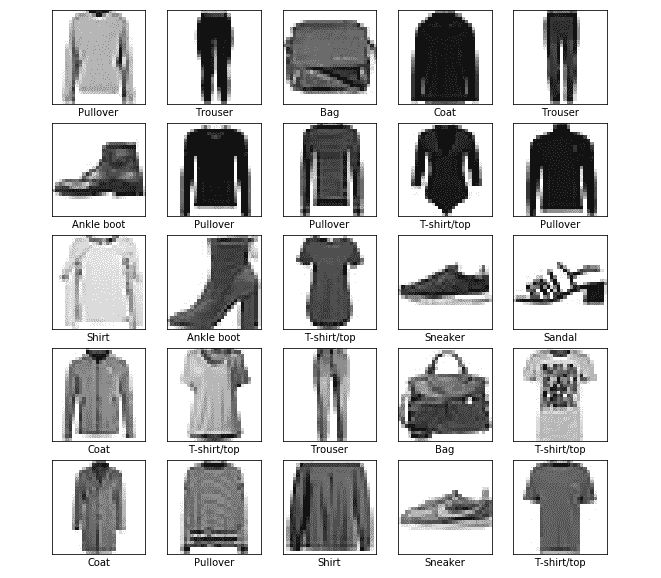 Pullover Trouser Bag Coat Trouser
Ankle boot Pullover Pullover T-shirt/top Pullover
Shirt Ankle boot T-shirt/top Sneaker Sandal
Coat T-shirt/top Trouser Bag T-shirt/top
Coat Pullover Shirt Sneaker T-shirt/top